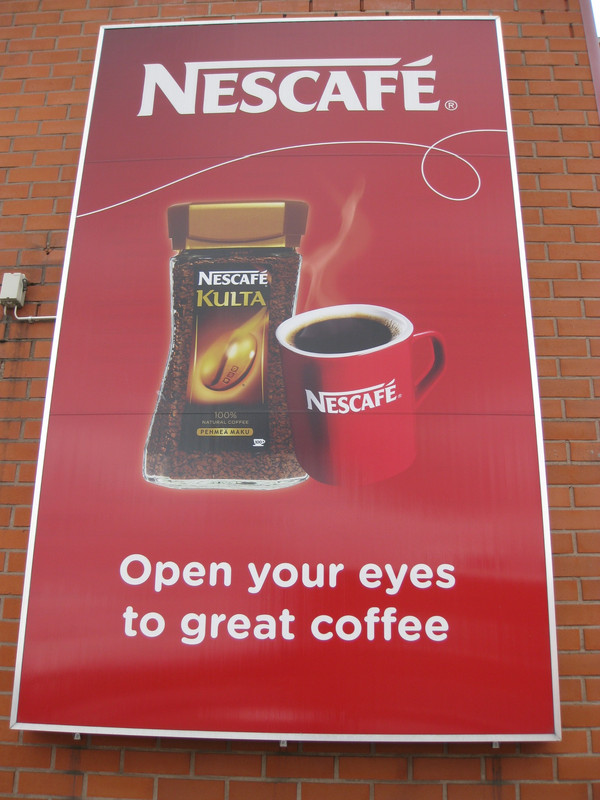 NESCAFÉ®
NESCAFÉ
KULTA
100%
NATURAL COFFEE
PEHMEÄ MAKU
NESCAFÉ®
Open your eyes
to great coffee